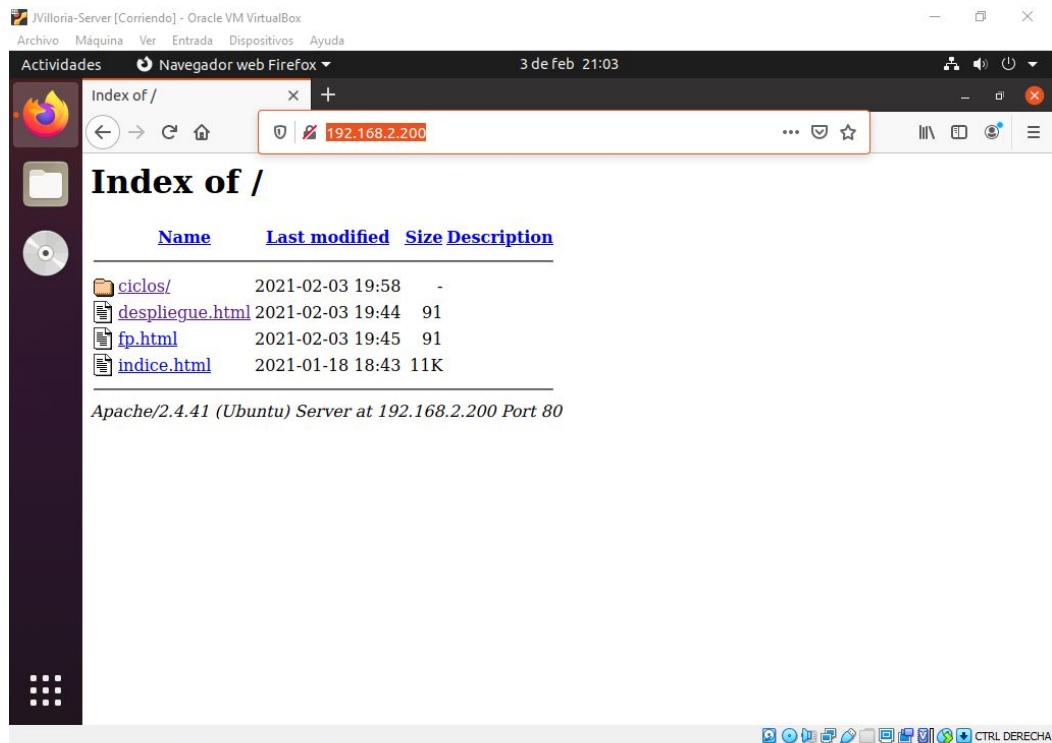 JVilloria-Server [Corriendo] - Oracle VM VirtualBox
Archivo Máquina Ver Entrada Dispositivos Ayuda
Actividades Navegador web Firefox 3 de feb 21:03
Index of /
192.168.2.200
Index of /
Name Last modified Size Description
ciclos/ 2021-02-03 19:58 -
despliegue.html 2021-02-03 19:44 91
fp.html 2021-02-03 19:45 91
indice.html 2021-01-18 18:43 11K
Apache/2.4.41 (Ubuntu) Server at 192.168.2.200 Port 80
CTRL DERECHA